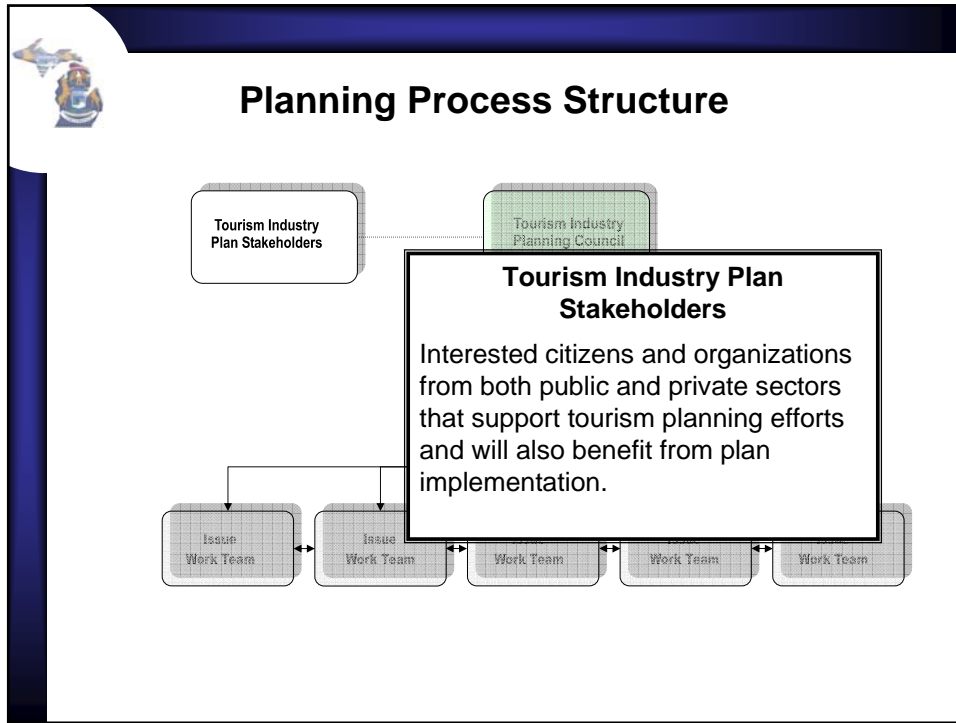 Planning Process Structure
Tourism Industry
Plan Stakeholders
Tourism Industry
Planning Council
Tourism Industry Plan
Stakeholders
Interested citizens and organizations
from both public and private sectors
that support tourism planning efforts
and will also benefit from plan
implementation.
Issue
Work Team
Issue
Work Team
Work Team
Work Team
Work Team